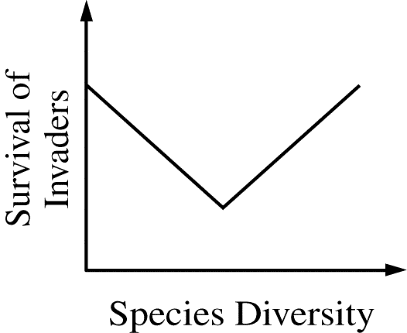 Survival of
Invaders
Species Diversity